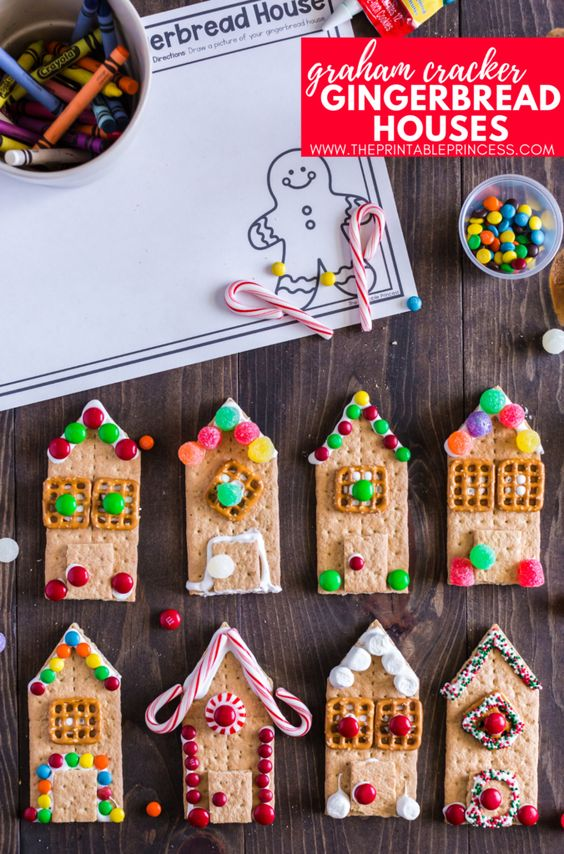 erbread House
Directions: Draw a picture of your gingerbread house
Crayola
graham cracker
GINGERBREAD
HOUSES
WWW.THEPRINTABLEPRINCESS.COM